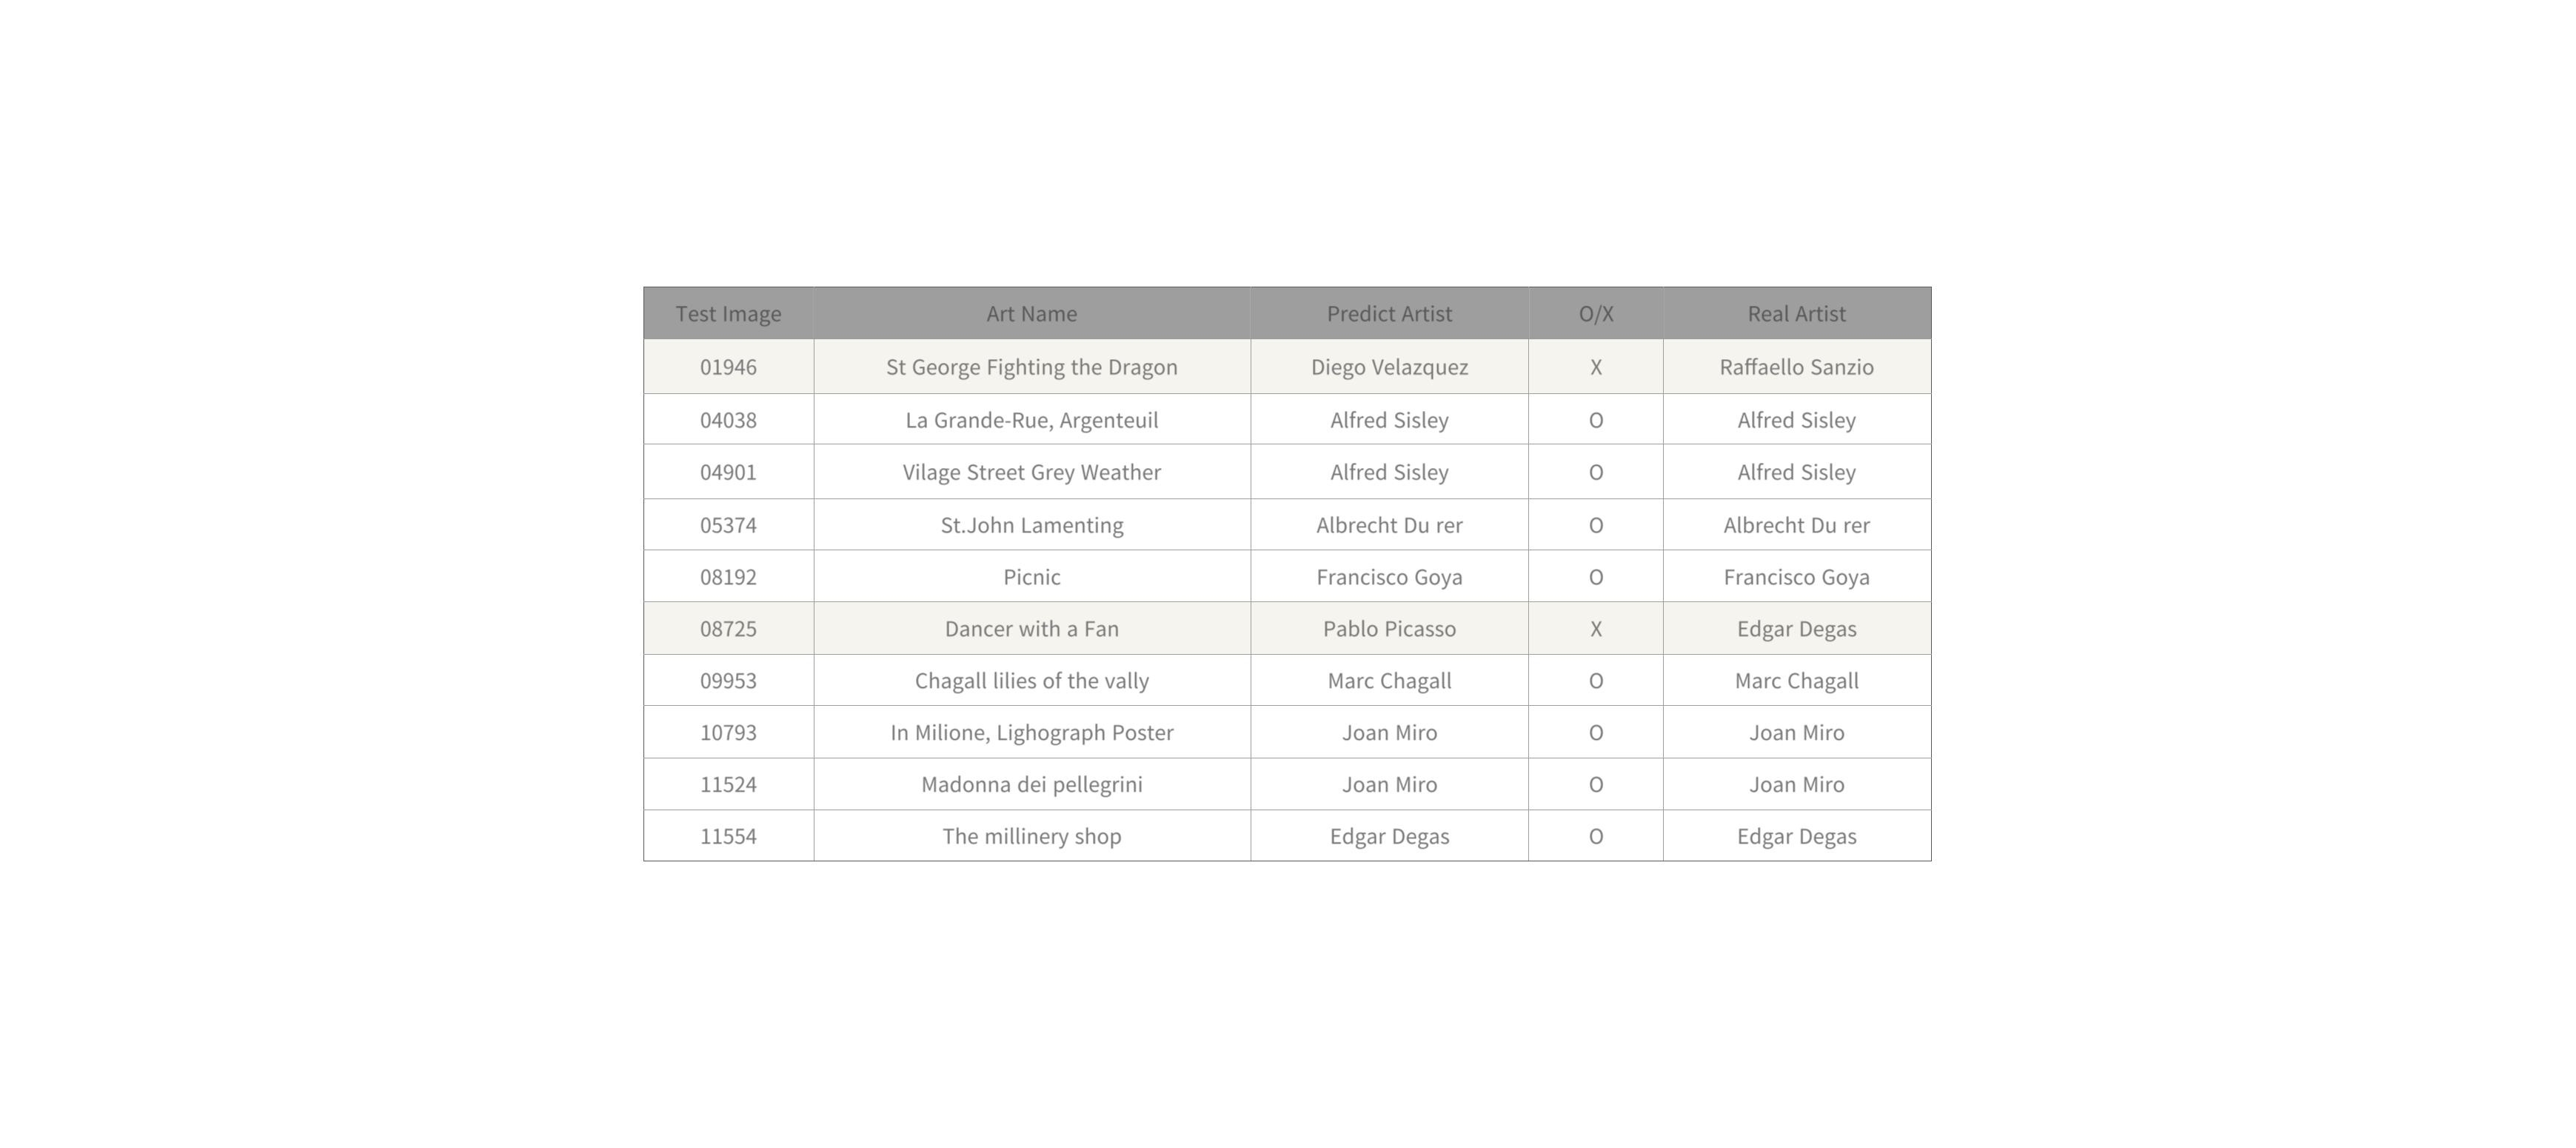 Test Image Art Name Predict Artist O/X Real Artist
01946 St George Fighting the Dragon Diego Velazquez X Raffaello Sanzio
04038 La Grande-Rue, Argenteuil Alfred Sisley O Alfred Sisley
04901 Vilage Street Grey Weather Alfred Sisley O Alfred Sisley
05374 St.John Lamenting Albrecht Du rer O Albrecht Du rer
08192 Picnic Francisco Goya O Francisco Goya
08725 Dancer with a Fan Pablo Picasso X Edgar Degas
09953 Chagall lilies of the vally Marc Chagall O Marc Chagall
10793 In Milione, Lighograph Poster Joan Miro O Joan Miro
11524 Madonna dei pellegrini Joan Miro O Joan Miro
11554 The millinery shop Edgar Degas O Edgar Degas